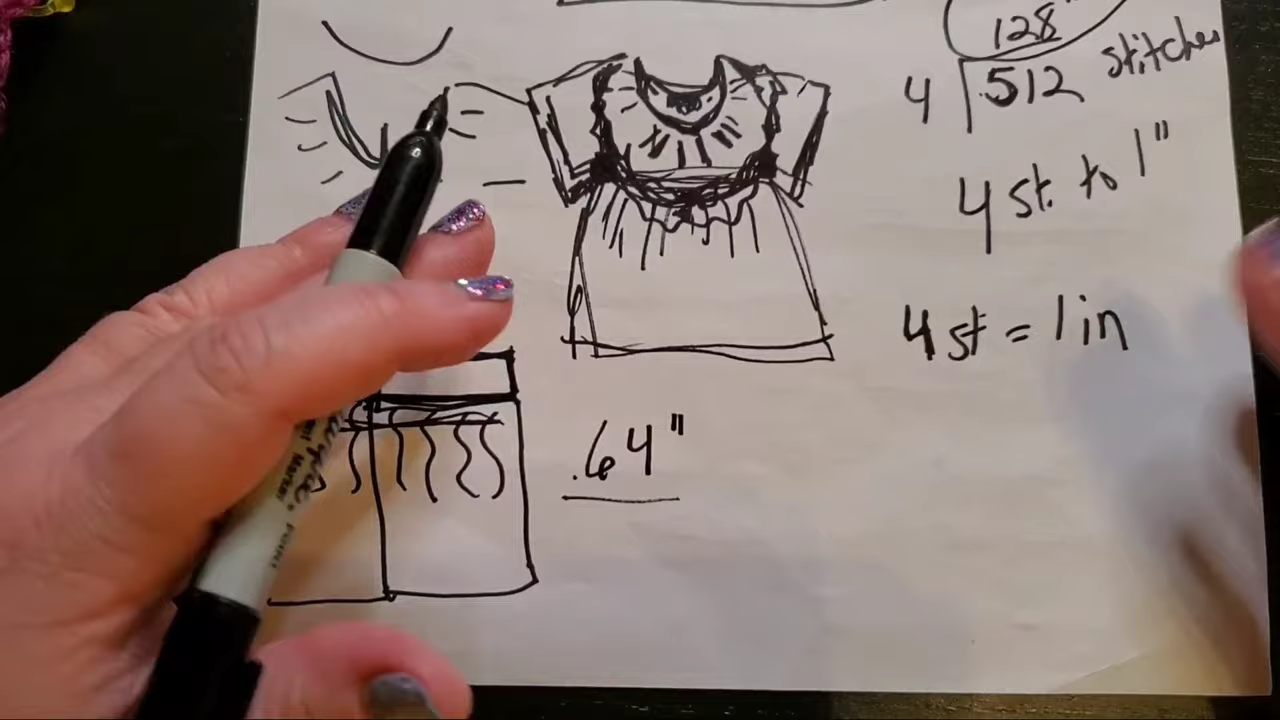 128"
4 512 stitches
4 st. to 1"
4 st = 1 in
.64"